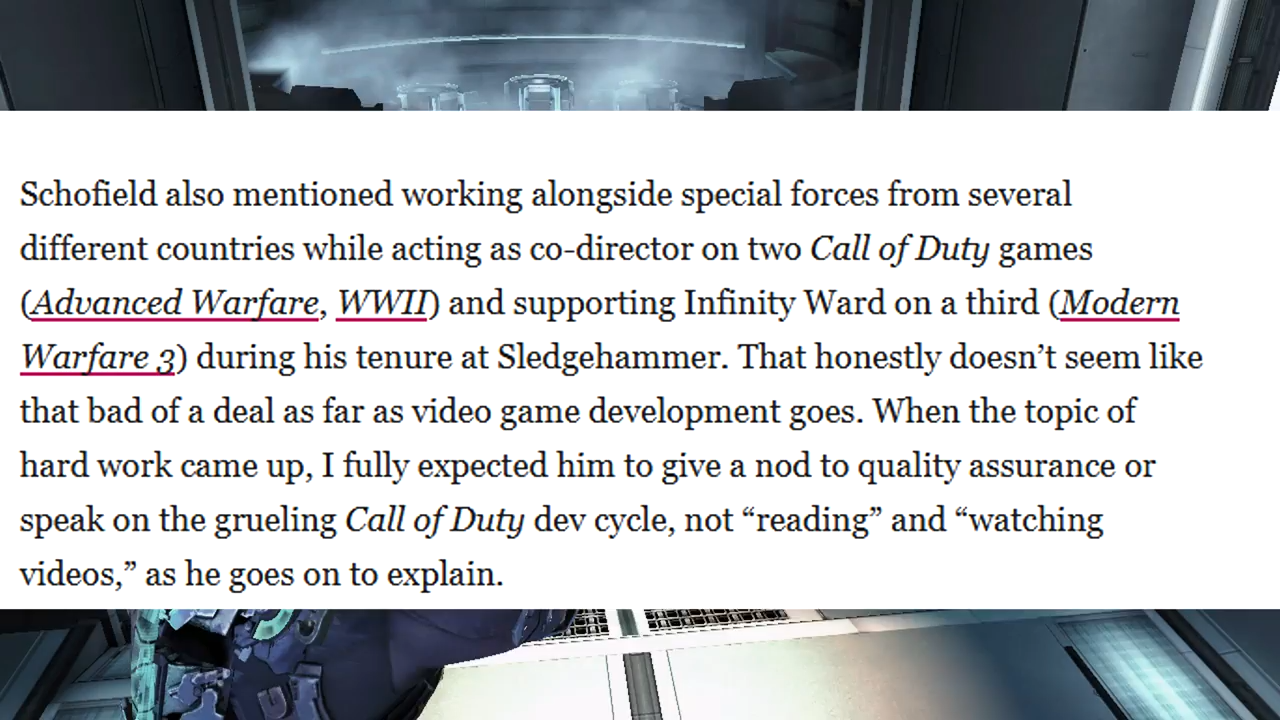 Schofield also mentioned working alongside special forces from several
different countries while acting as co-director on two Call of Duty games
(Advanced Warfare, WWII) and supporting Infinity Ward on a third (Modern
Warfare 3) during his tenure at Sledgehammer. That honestly doesn’t seem like
that bad of a deal as far as video game development goes. When the topic of
hard work came up, I fully expected him to give a nod to quality assurance or
speak on the grueling Call of Duty dev cycle, not “reading” and “watching
videos,” as he goes on to explain.